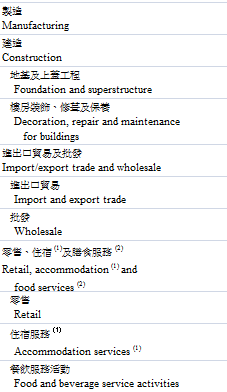 製造
Manufacturing
建造
Construction
地基及上蓋工程
Foundation and superstructure
樓房裝飾、修葺及保養
Decoration, repair and maintenance
for buildings
進出口貿易及批發
Import/export trade and wholesale
進出口貿易
Import and export trade
批發
Wholesale
零售、住宿 (1) 及膳食服務 (2)
Retail, accommodation (1) and
food services (2)
零售
Retail
住宿服務 (1)
Accommodation services (1)
餐飲服務活動
Food and beverage service activities